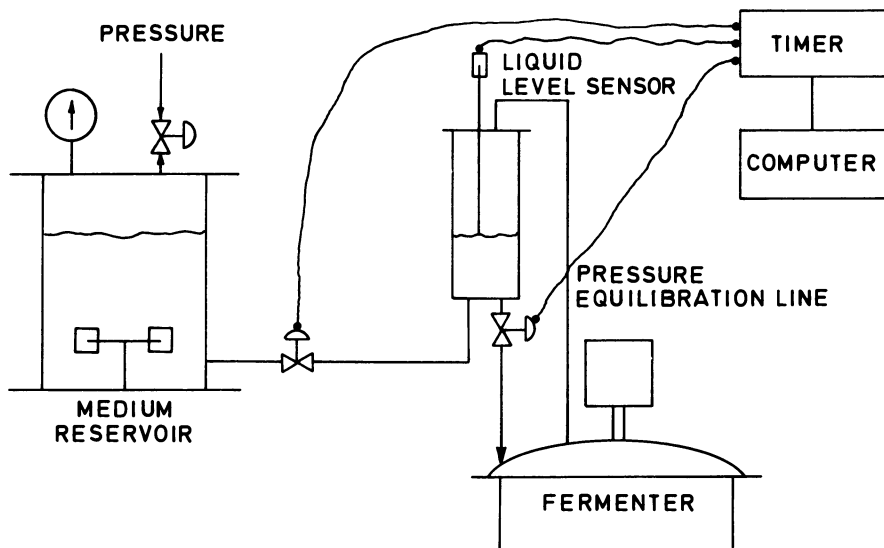 PRESSURE
TIMER
LIQUID
LEVEL SENSOR
COMPUTER
PRESSURE
EQUILIBRATION LINE
MEDIUM
RESERVOIR
FERMENTER